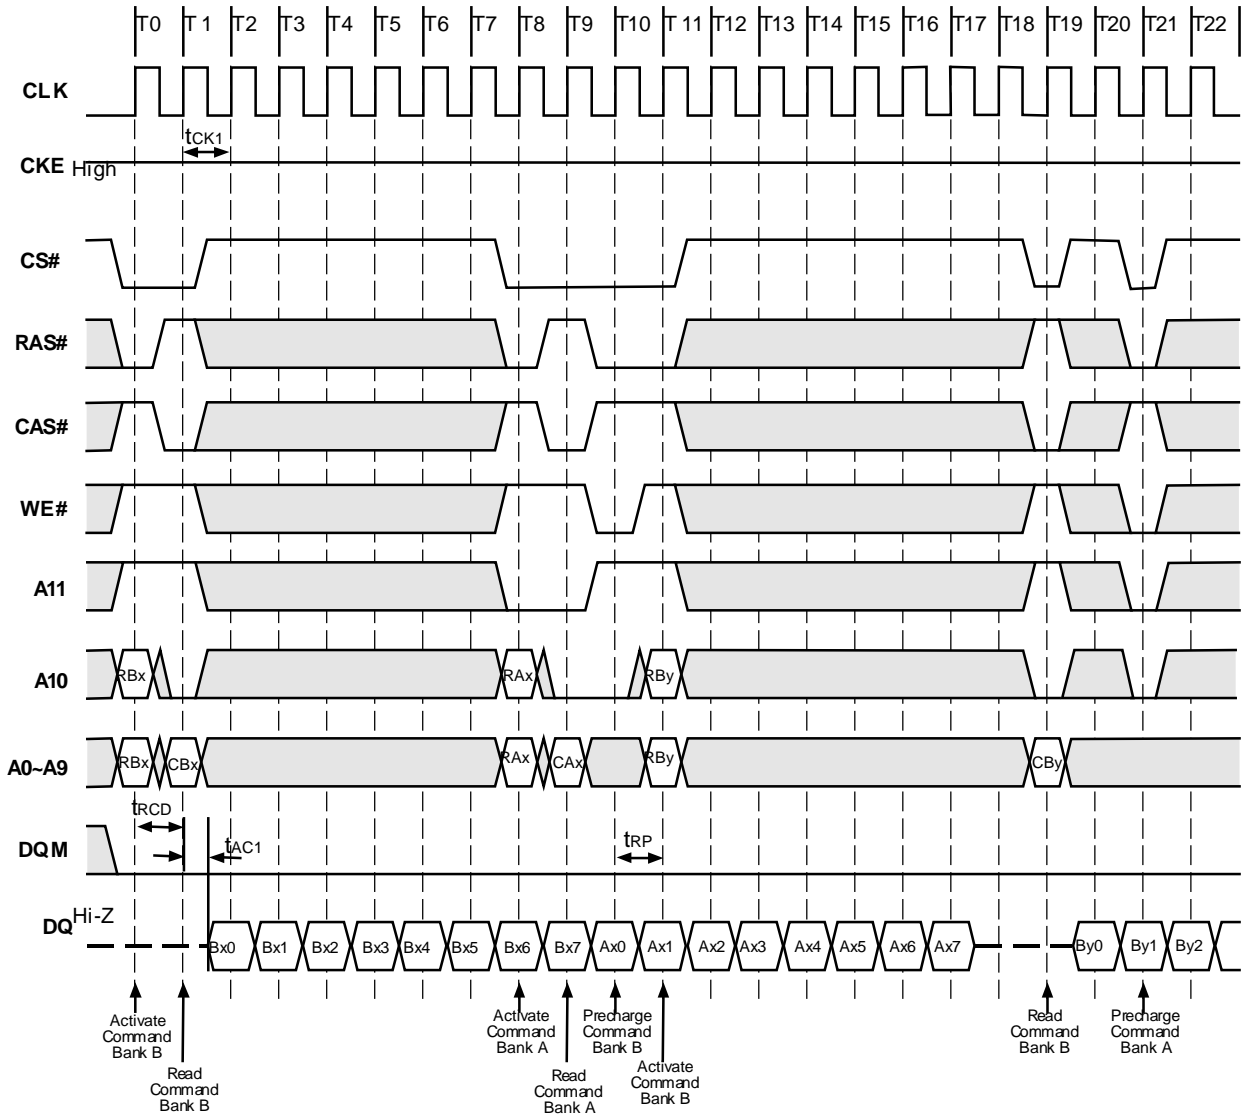 T0 T 1 T2 T3 T4 T5 T6 T7 T8 T9 T10 T 11 T12 T13 T14 T15 T16 T17 T18 T19 T20 T21 T22
CLK
tCK1
CKE High
CS#
RAS#
CAS#
WE#
A11
A10 RBx RAx RBy
A0~A9 RBx CBx RAx CAx RBy CBy
tRCD
DQM tAC1 tRP
DQ Hi-Z
Bx0 Bx1 Bx2 Bx3 Bx4 Bx5 Bx6 Bx7 Ax0 Ax1 Ax2 Ax3 Ax4 Ax5 Ax6 Ax7 By0 By1 By2
Activate
Command
Bank B
Read
Command
Bank B
Activate
Command
Bank A
Read
Command
Bank A
Precharge
Command
Bank B
Activate
Command
Bank B
Read
Command
Bank B
Precharge
Command
Bank A